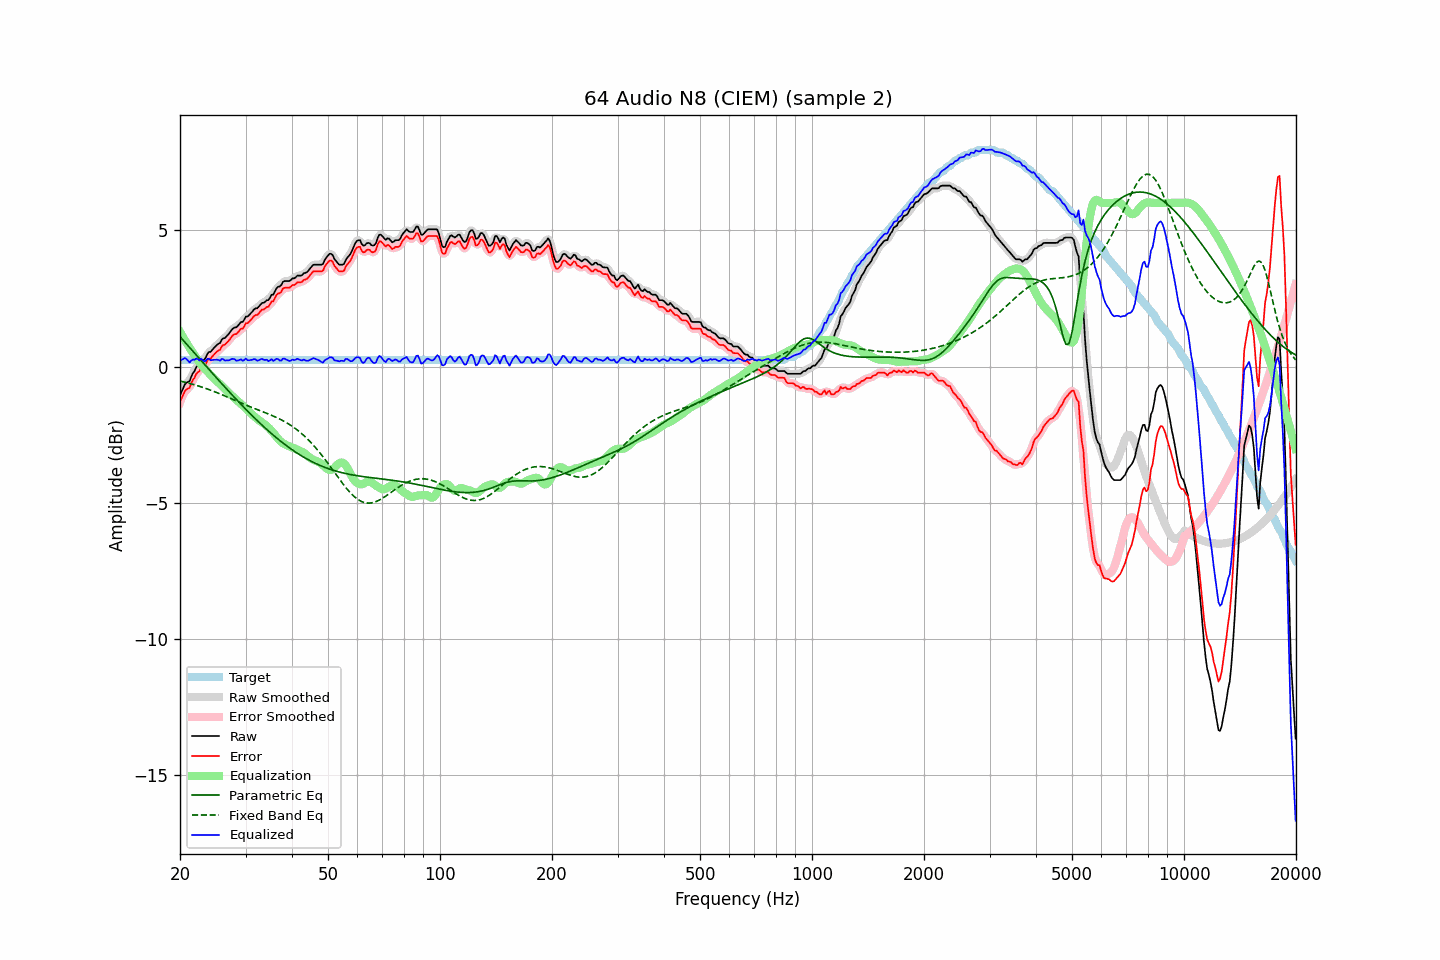 64 Audio N8 (CIEM) (sample 2)
Amplitude (dBr)
5
0
−5
−10
−15
Target
Raw Smoothed
Error Smoothed
Raw
Error
Equalization
Parametric Eq
Fixed Band Eq
Equalized
20 50 100 200 500 1000 2000 5000 10000 20000
Frequency (Hz)